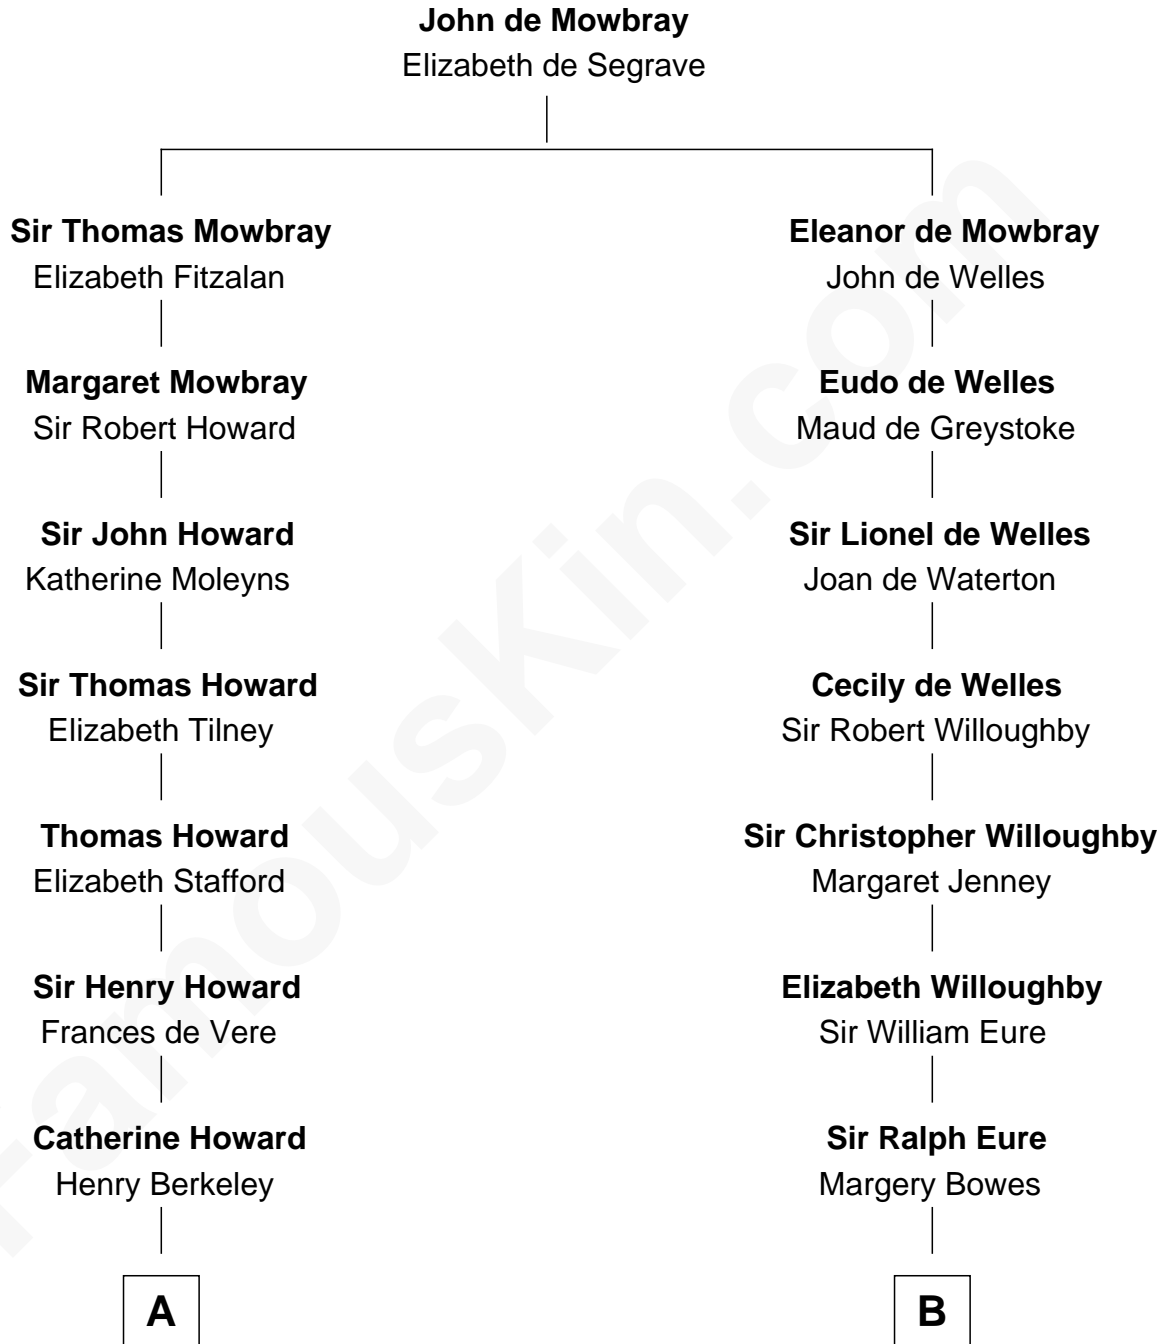 John de Mowbray
Elizabeth de Segrave
Sir Thomas Mowbray
Elizabeth Fitzalan
Eleanor de Mowbray
John de Welles
Margaret Mowbray
Sir Robert Howard
Eudo de Welles
Maud de Greystoke
Sir John Howard
Katherine Moleyns
Sir Lionel de Welles
Joan de Waterton
Sir Thomas Howard
Elizabeth Tilney
Cecily de Welles
Sir Robert Willoughby
Thomas Howard
Elizabeth Stafford
Sir Christopher Willoughby
Margaret Jenney
Sir Henry Howard
Frances de Vere
Elizabeth Willoughby
Sir William Eure
Catherine Howard
Henry Berkeley
Sir Ralph Eure
Margery Bowes
A
B
FamousKin.com